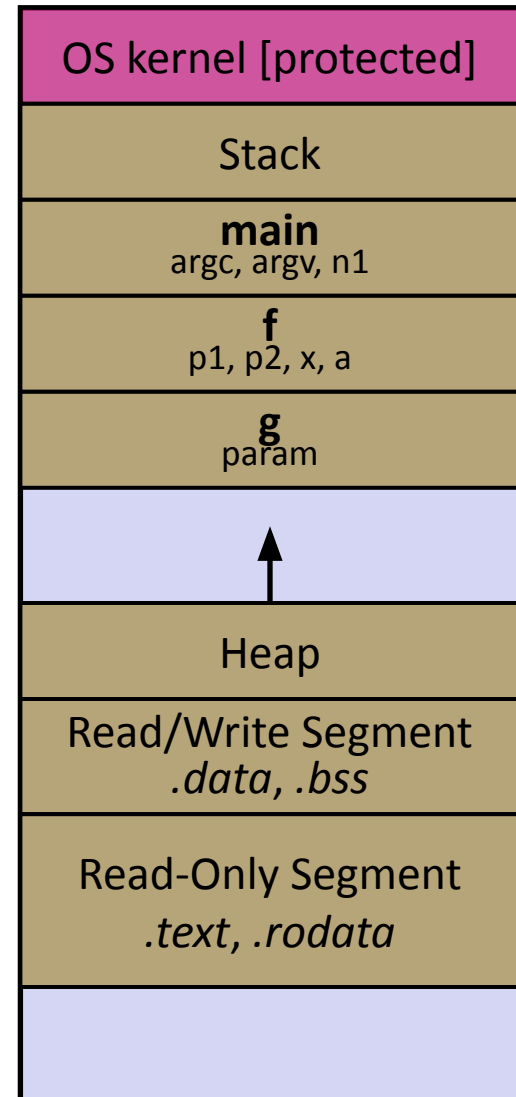 OS kernel [protected]
Stack
main
argc, argv, n1
f
p1, p2, x, a
g
param
Heap
Read/Write Segment
.data, .bss
Read-Only Segment
.text, .rodata